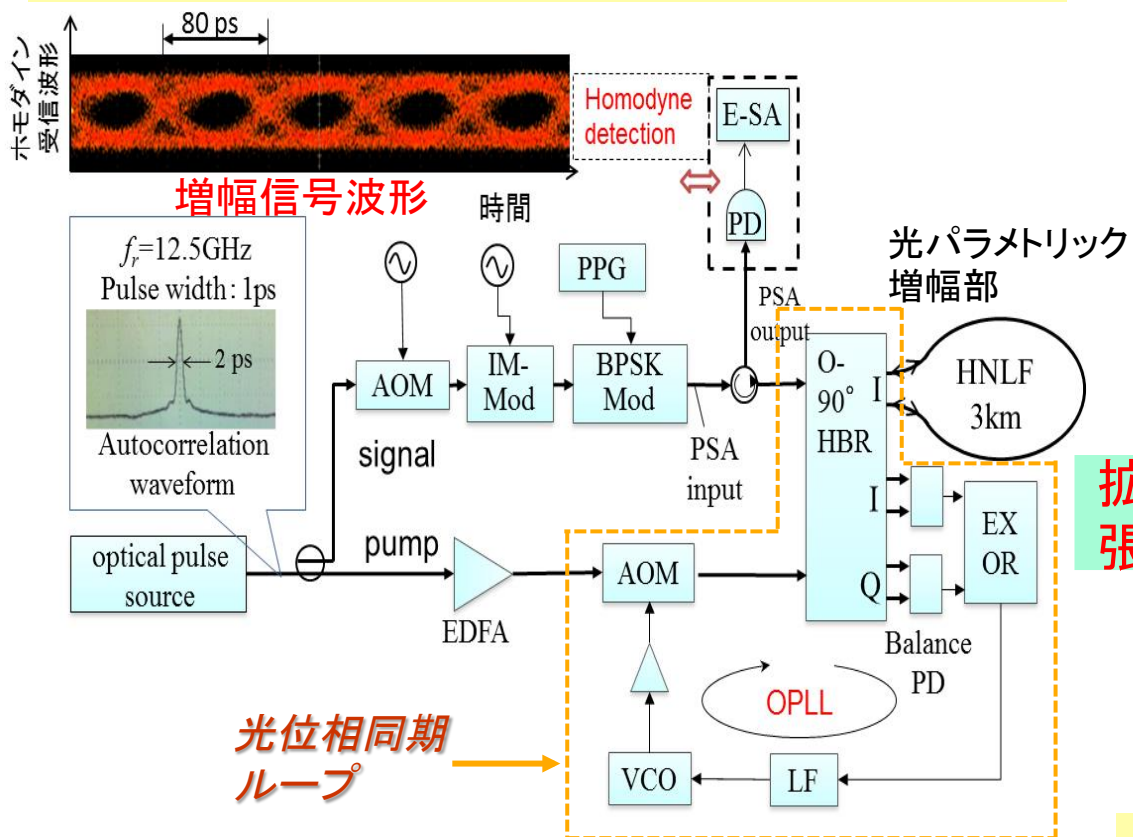 80 ps
ホモダイン
受信波形
Homodyne
detection
E-SA
PD
増幅信号波形
時間
光パラメトリック
増幅部
fr=12.5GHz
Pulse width: 1ps
2 ps
Autocorrelation
waveform
PPG
PSA
output
AOM
IM-
Mod
BPSK
Mod
O-
90°
HBR
I
HNLF
3km
signal
PSA
input
I
EX
OR
拡
張
optical pulse
source
pump
EDFA
AOM
Q
Balance
PD
OPLL
光位相同期
ループ
VCO
LF